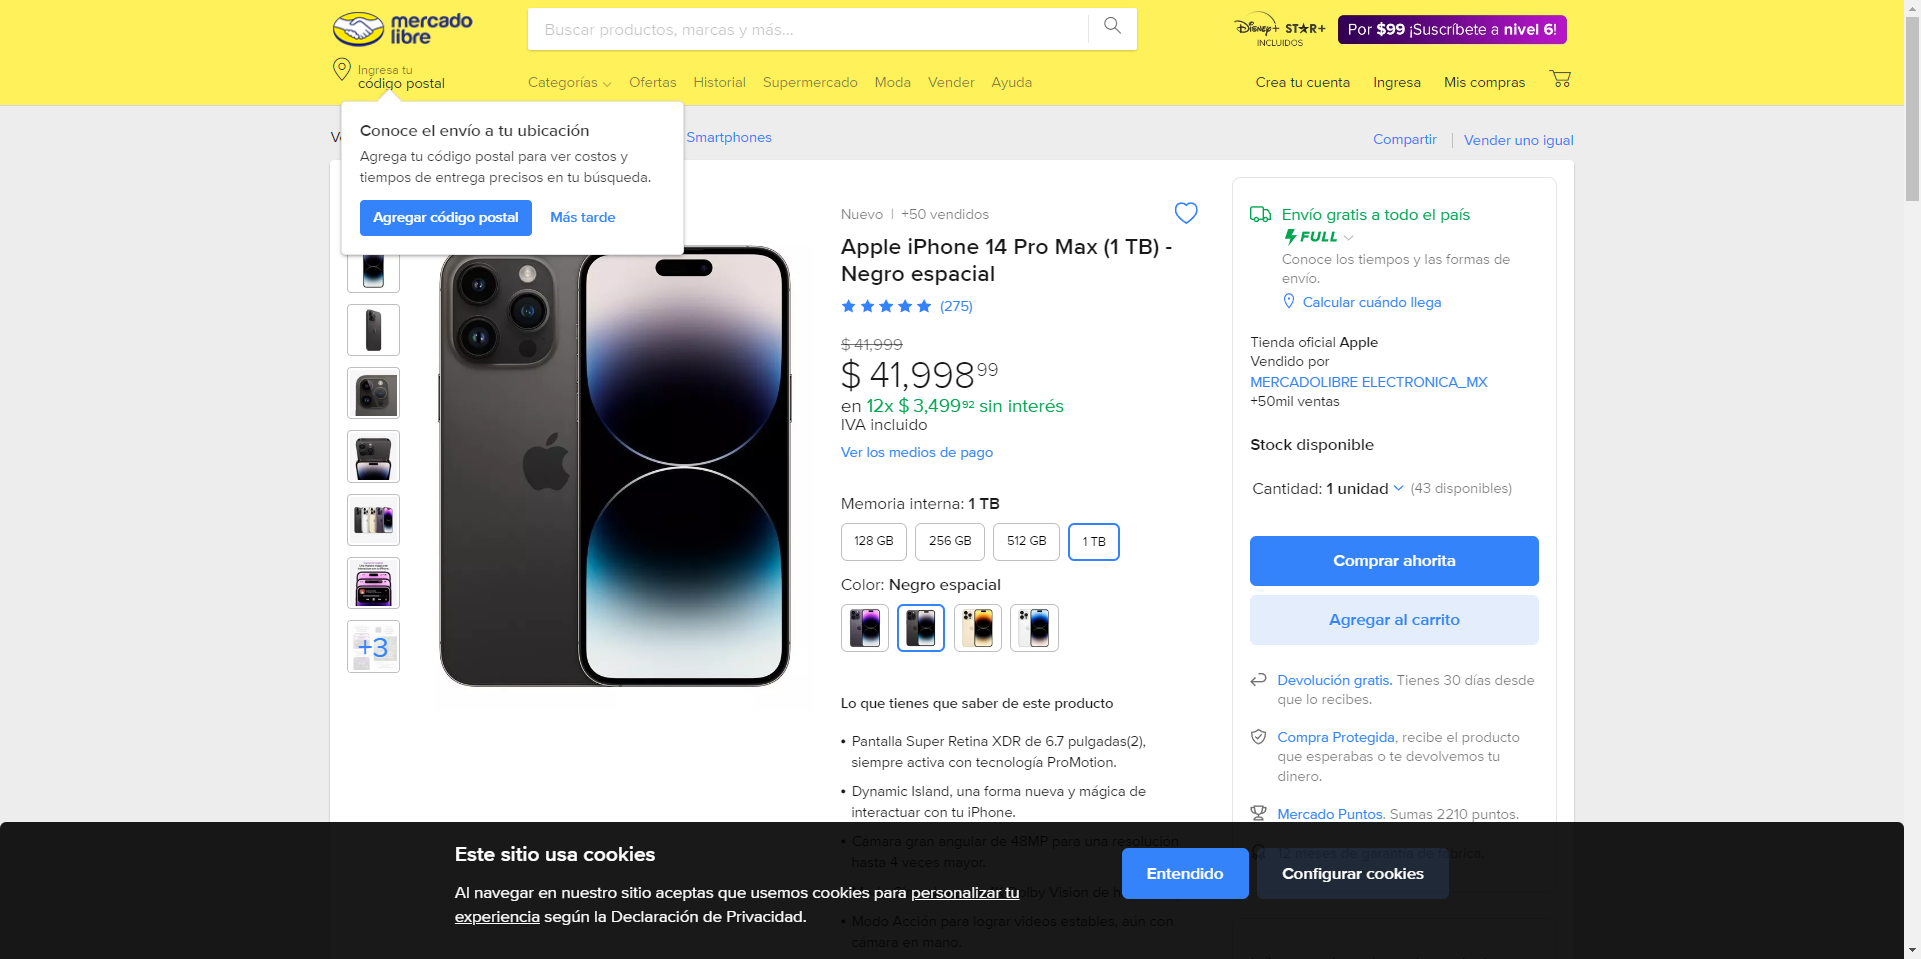 mercado
libre
Buscar productos, marcas y más...
Disney+ STAR+
INCLUIDOS
Por $99 ¡Suscríbete a nivel 6!
Ingresa tu
código postal
Categorías
Ofertas
Historial
Supermercado
Moda
Vender
Ayuda
Crea tu cuenta
Ingresa
Mis compras
Conoce el envío a tu ubicación
Agrega tu código postal para ver costos y
tiempos de entrega precisos en tu búsqueda.
Agregar código postal
Más tarde
Smartphones
Compartir
Vender uno igual
+3
Nuevo | +50 vendidos
Apple iPhone 14 Pro Max (1 TB) -
Negro espacial
(275)
$ 41,999
$ 41,998 99
en 12x $ 3,499 92 sin interés
IVA incluido
Ver los medios de pago
Memoria interna: 1 TB
128 GB
256 GB
512 GB
1 TB
Color: Negro espacial
Lo que tienes que saber de este producto
• Pantalla Super Retina XDR de 6.7 pulgadas(2),
siempre activa con tecnología ProMotion.
• Dynamic Island, una forma nueva y mágica de
interactuar con tu iPhone.
• Cámara gran angular de 48MP para una resolución
hasta 4 veces mayor.
Dolby Vision de
• Modo Acción para lograr videos estables, aún con
cámara en mano.
Envío gratis a todo el país
FULL
Conoce los tiempos y las formas de
envío.
Calcular cuándo llega
Tienda oficial Apple
Vendido por
MERCADOLIBRE ELECTRONICA_MX
+50mil ventas
Stock disponible
Cantidad: 1 unidad (43 disponibles)
Comprar ahorita
Agregar al carrito
Devolución gratis. Tienes 30 días desde
que lo recibes.
Compra Protegida, recibe el producto
que esperabas o te devolvemos tu
dinero.
Mercado Puntos. Sumas 2210 puntos.
12 meses de garantía de fábrica.
Este sitio usa cookies
Al navegar en nuestro sitio aceptas que usemos cookies para personalizar tu
experiencia según la Declaración de Privacidad.
Entendido
Configurar cookies